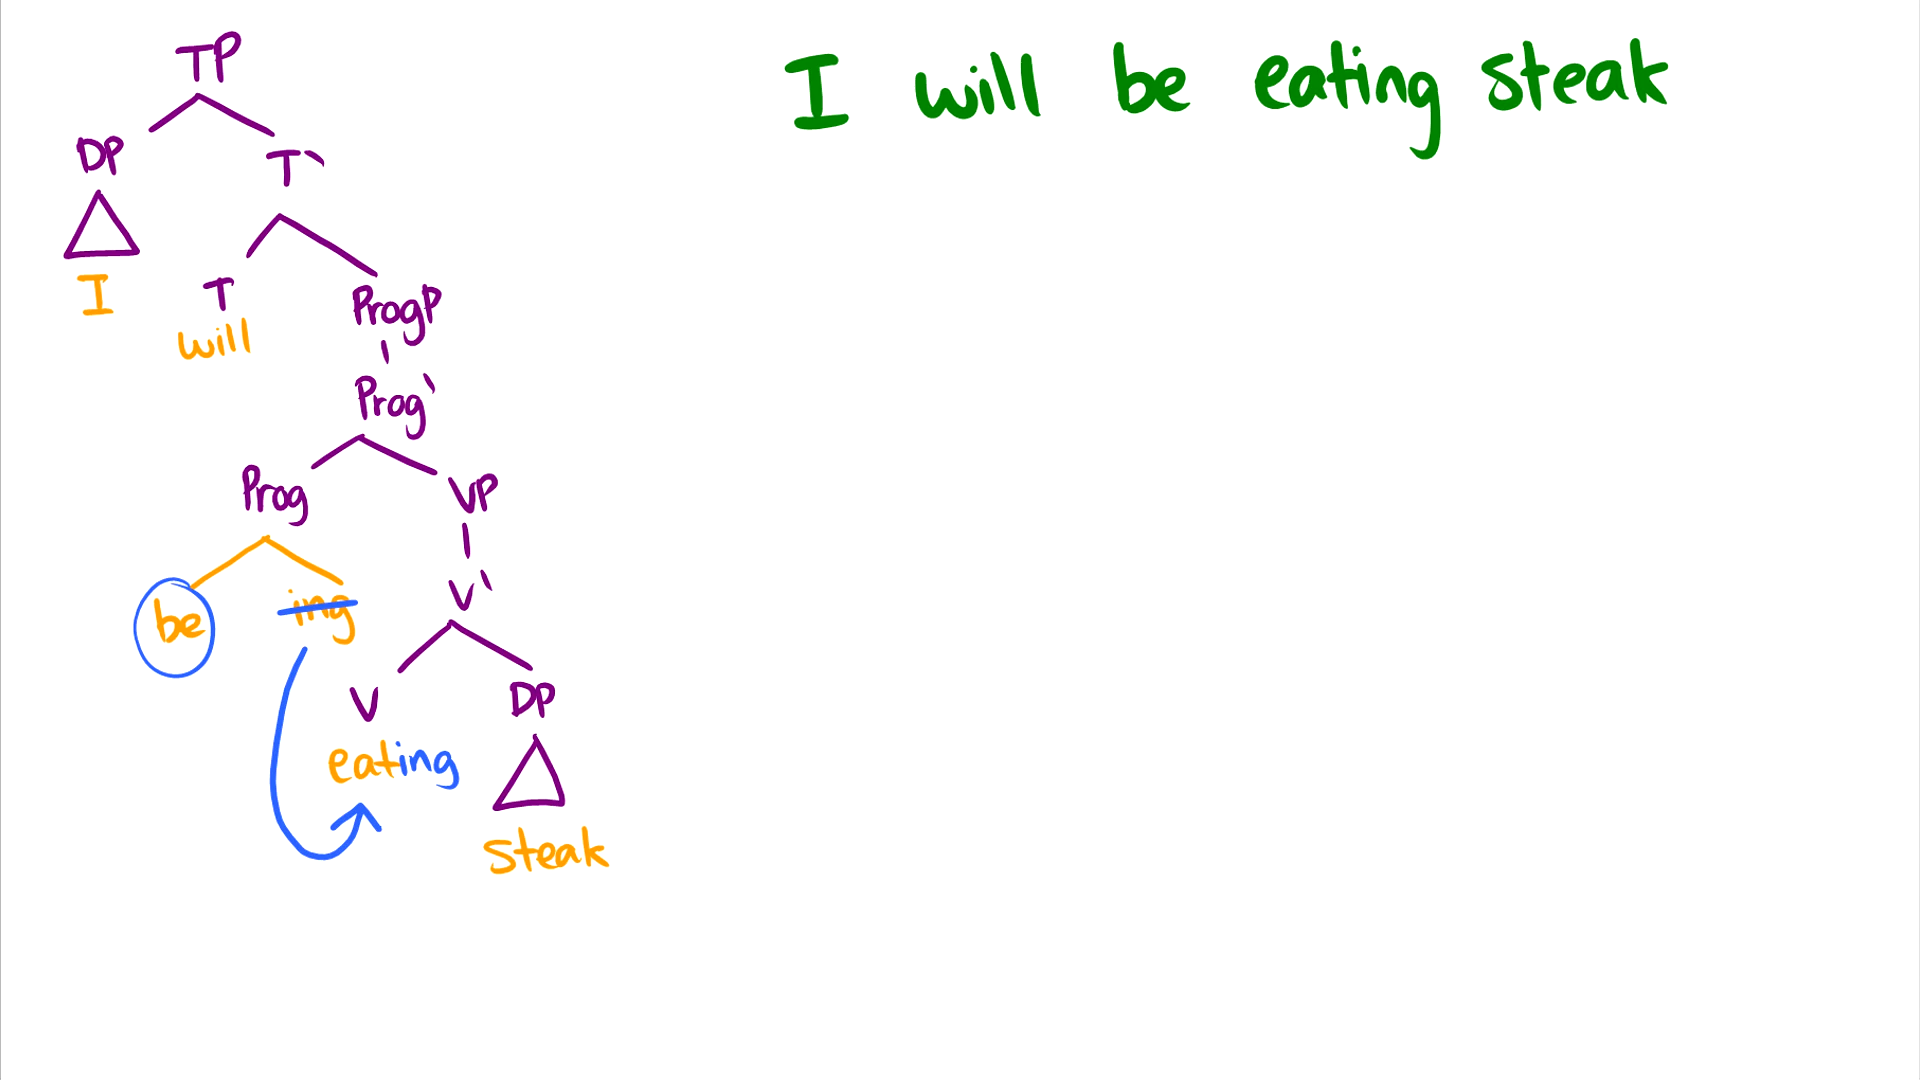 I will be eating steak
TP
DP T`
I
T ProgP
will
Prog`
Prog VP
be ing
V'
V DP
eating
steak